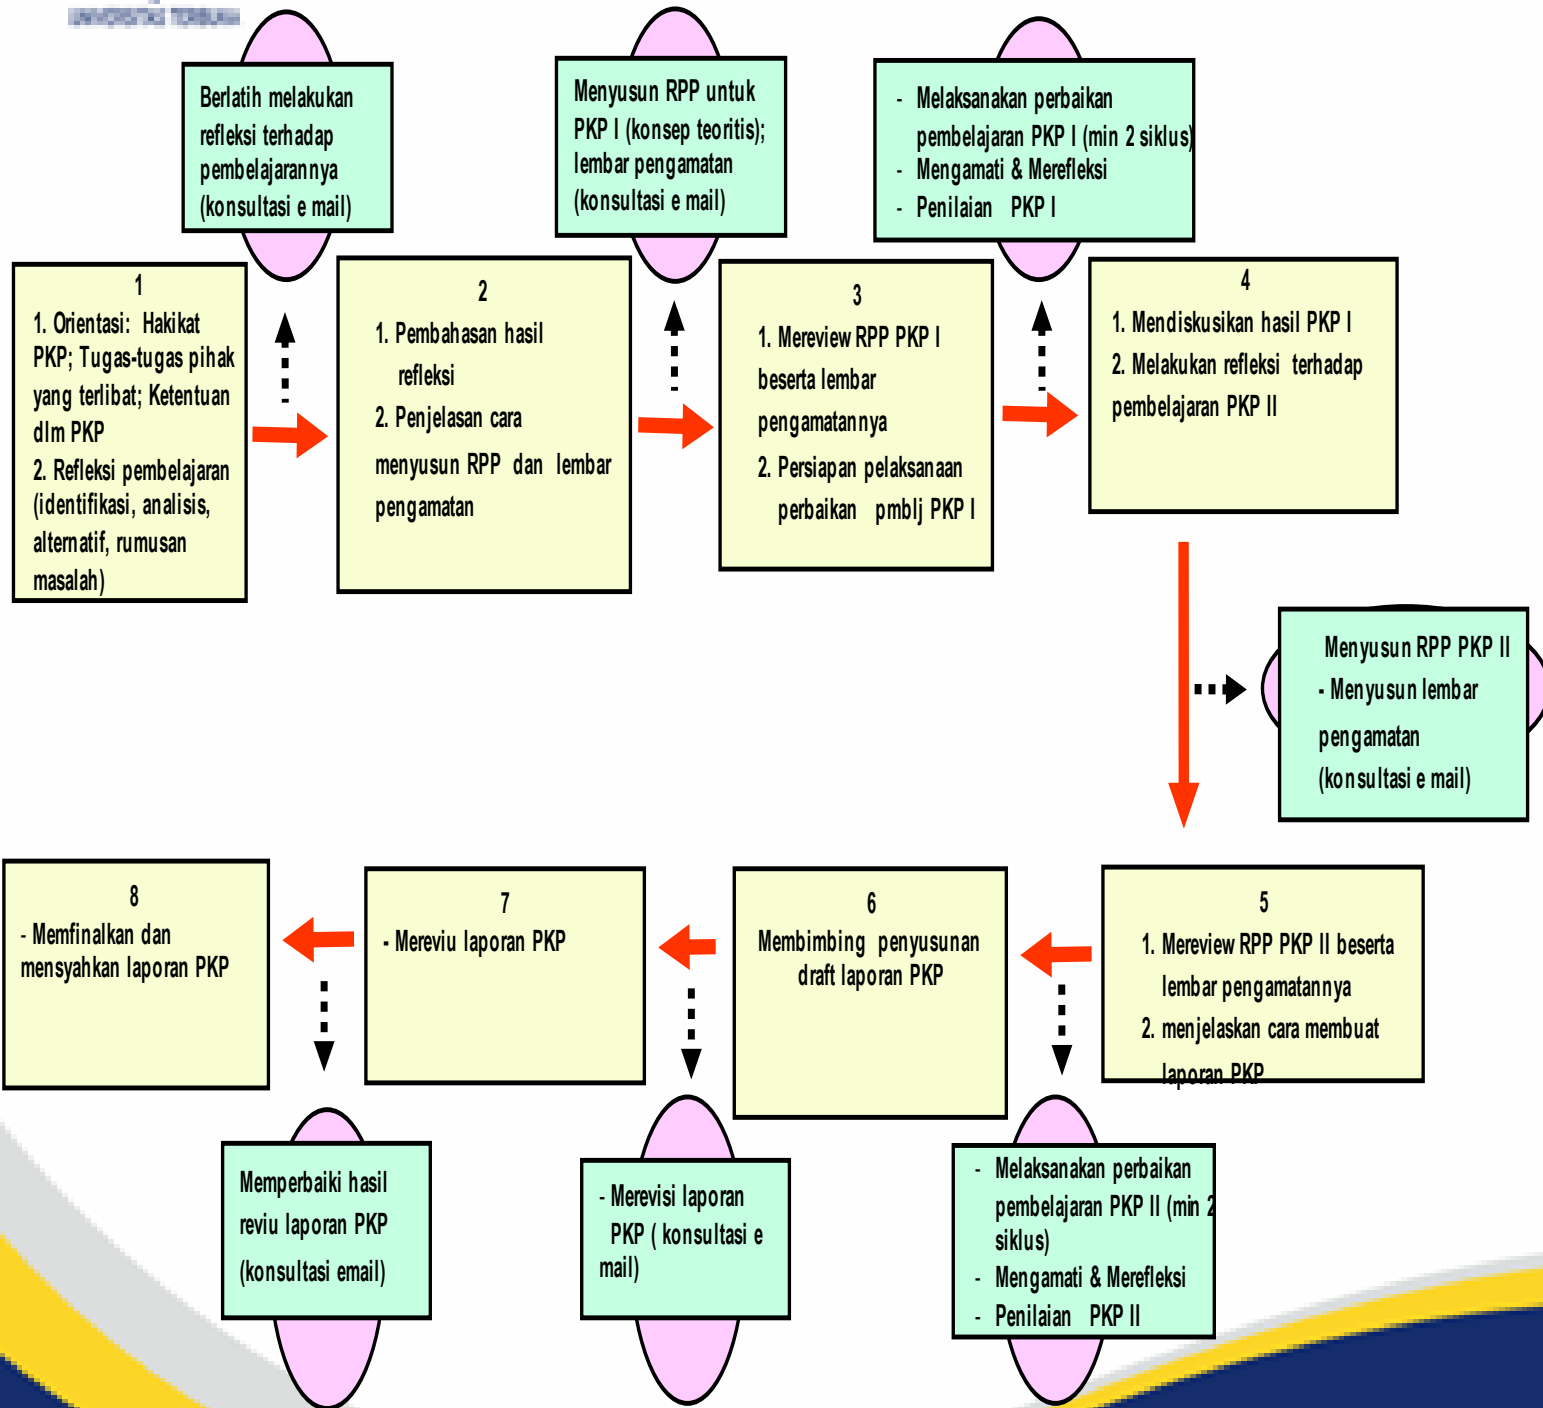 UNIVERSITAS TERBUKA
Berlatih melakukan
refleksi terhadap
pembelajarannya
(konsultasi e mail)
Menyusun RPP untuk
PKP I (konsep teoritis);
lembar pengamatan
(konsultasi e mail)
- Melaksanakan perbaikan
pembelajaran PKP I (min 2 siklus)
- Mengamati & Merefleksi
- Penilaian PKP I
1
1. Orientasi: Hakikat
PKP; Tugas-tugas pihak
yang terlibat; Ketentuan
dlm PKP
2. Refleksi pembelajaran
(identifikasi, analisis,
alternatif, rumusan
masalah)
2
1. Pembahasan hasil
refleksi
2. Penjelasan cara
menyusun RPP dan lembar
pengamatan
3
1. Mereview RPP PKP I
beserta lembar
pengamatannya
2. Persiapan pelaksanaan
perbaikan pmblj PKP I
4
1. Mendiskusikan hasil PKP I
2. Melakukan refleksi terhadap
pembelajaran PKP II
Menyusun RPP PKP II
- Menyusun lembar
pengamatan
(konsultasi e mail)
5
1. Mereview RPP PKP II beserta
lembar pengamatannya
2. menjelaskan cara membuat
laporan PKP
6
Membimbing penyusunan
draft laporan PKP
7
- Mereviu laporan PKP
8
- Memfinalkan dan
mensyahkan laporan PKP
- Melaksanakan perbaikan
pembelajaran PKP II (min 2
siklus)
- Mengamati & Merefleksi
- Penilaian PKP II
- Merevisi laporan
PKP ( konsultasi e
mail)
Memperbaiki hasil
reviu laporan PKP
(konsultasi email)